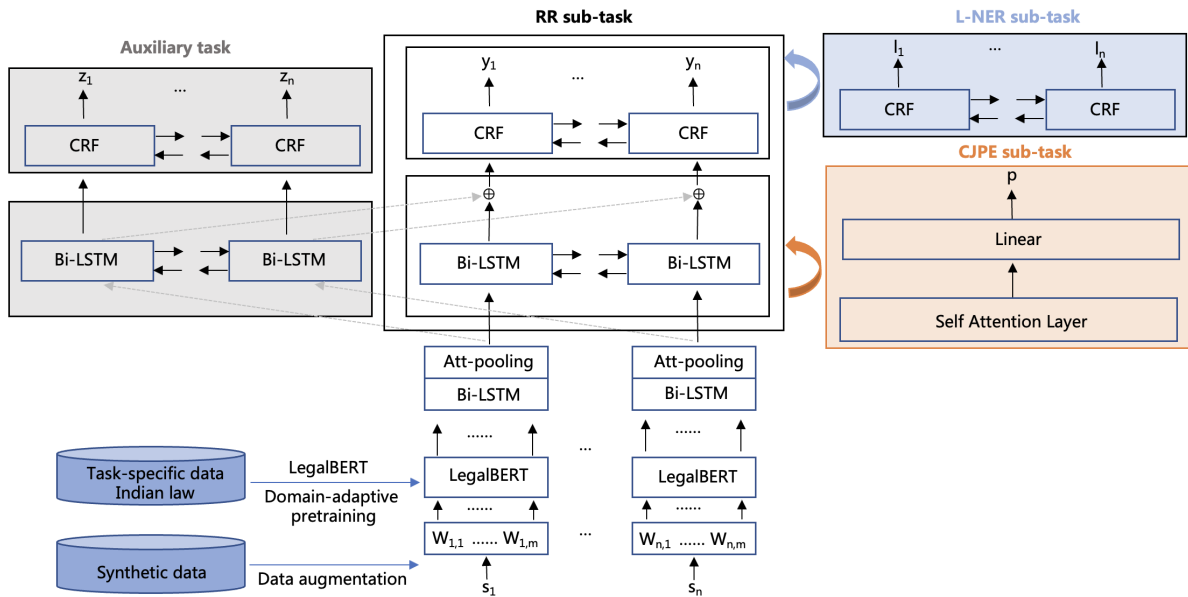 RR sub-task
L-NER sub-task
Auxiliary task
z1 ... zn
y1 ... yn
l1 ... ln
CRF CRF
CRF CRF
CRF CRF
CJPE sub-task
p
⊕ ⊕
Linear
Bi-LSTM Bi-LSTM
Bi-LSTM Bi-LSTM
Self Attention Layer
Att-pooling Att-pooling
Bi-LSTM Bi-LSTM
...... ... ......
Task-specific data
Indian law
LegalBERT
Domain-adaptive
pretraining
LegalBERT LegalBERT
...... ......
W1,1 ...... W1,m ... Wn,1 ...... Wn,m
Synthetic data
Data augmentation
s1 sn